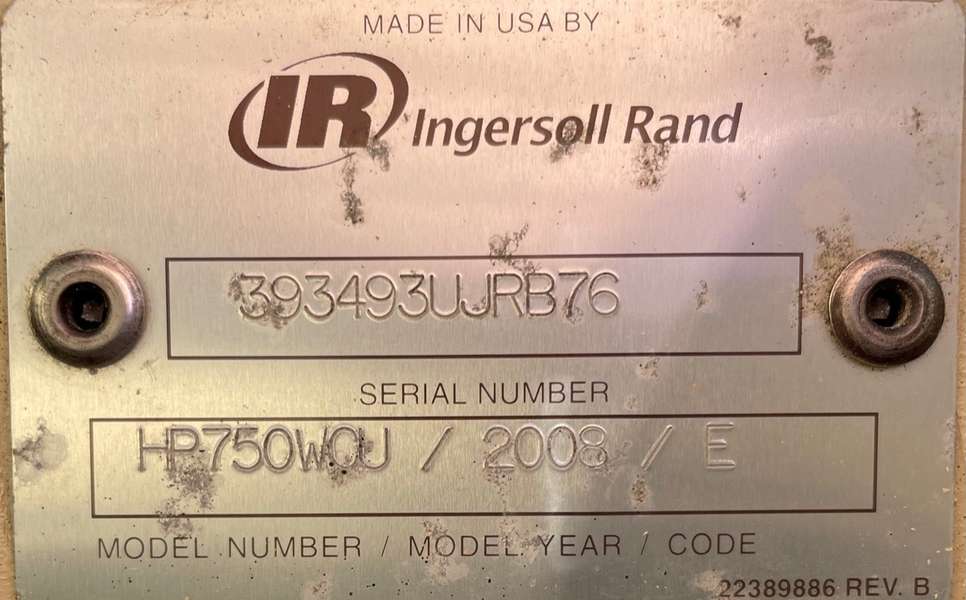 MADE IN USA BY
IR Ingersoll Rand
393493UJRB76
SERIAL NUMBER
HP750WCU / 2008 / E
MODEL NUMBER / MODEL YEAR / CODE
22389886 REV. B